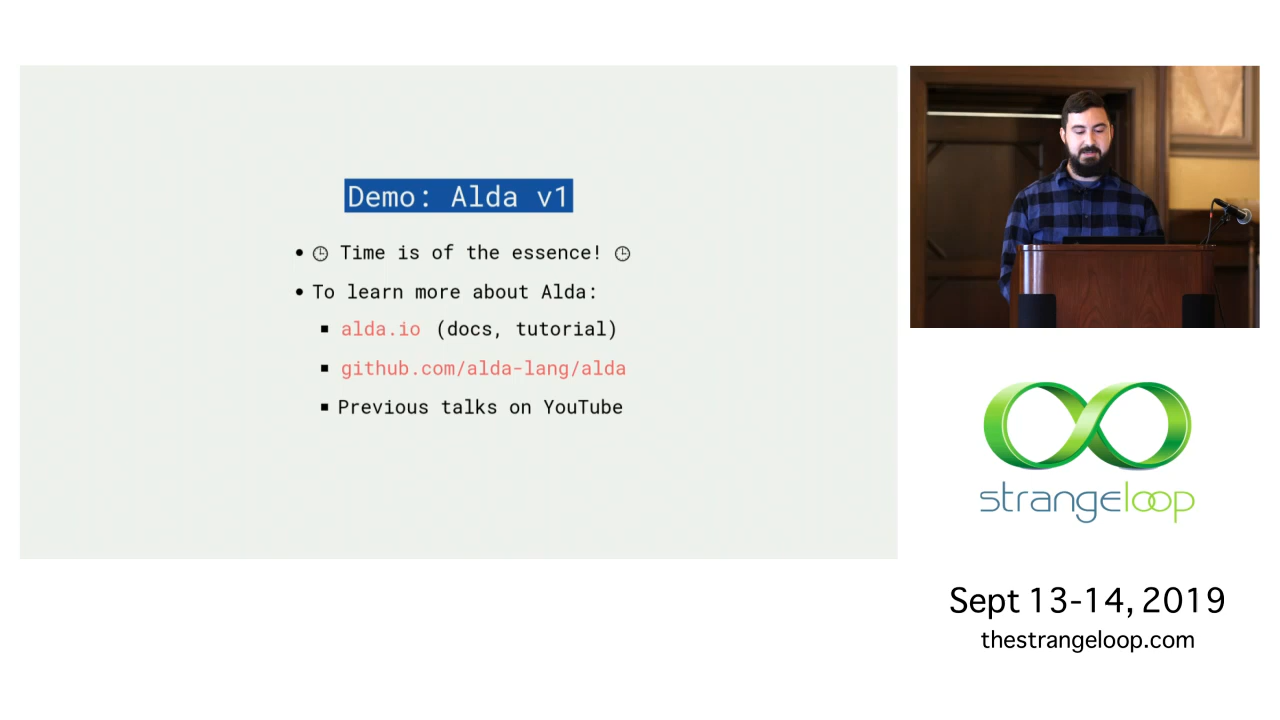 Demo: Alda v1
• 🕒 Time is of the essence! 🕒
• To learn more about Alda:
▪ alda.io (docs, tutorial)
▪ github.com/alda-lang/alda
▪ Previous talks on YouTube
strangeloop
Sept 13-14, 2019
thestrangeloop.com